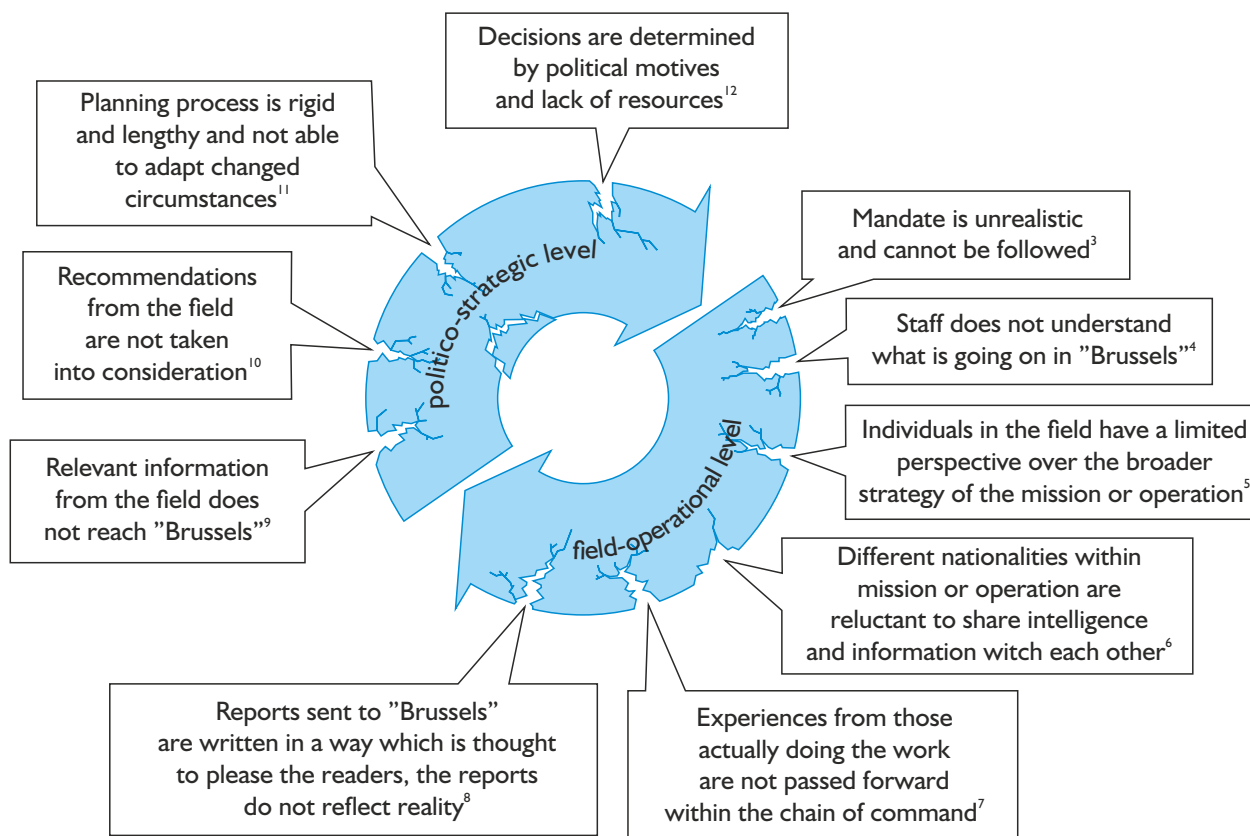 Decisions are determined
by political motives
and lack of resources12
Planning process is rigid
and lengthy and not able
to adapt changed
circumstances11
Mandate is unrealistic
and cannot be followed3
Recommendations
from the field
are not taken
into consideration10
Staff does not understand
what is going on in ”Brussels”4
politico-strategic level
Individuals in the field have a limited
perspective over the broader
strategy of the mission or operation5
Relevant information
from the field does
not reach ”Brussels”9
field-operational level
Different nationalities within
mission or operation are
reluctant to share intelligence
and information witch each other6
Reports sent to ”Brussels”
are written in a way which is thought
to please the readers, the reports
do not reflect reality8
Experiences from those
actually doing the work
are not passed forward
within the chain of command7